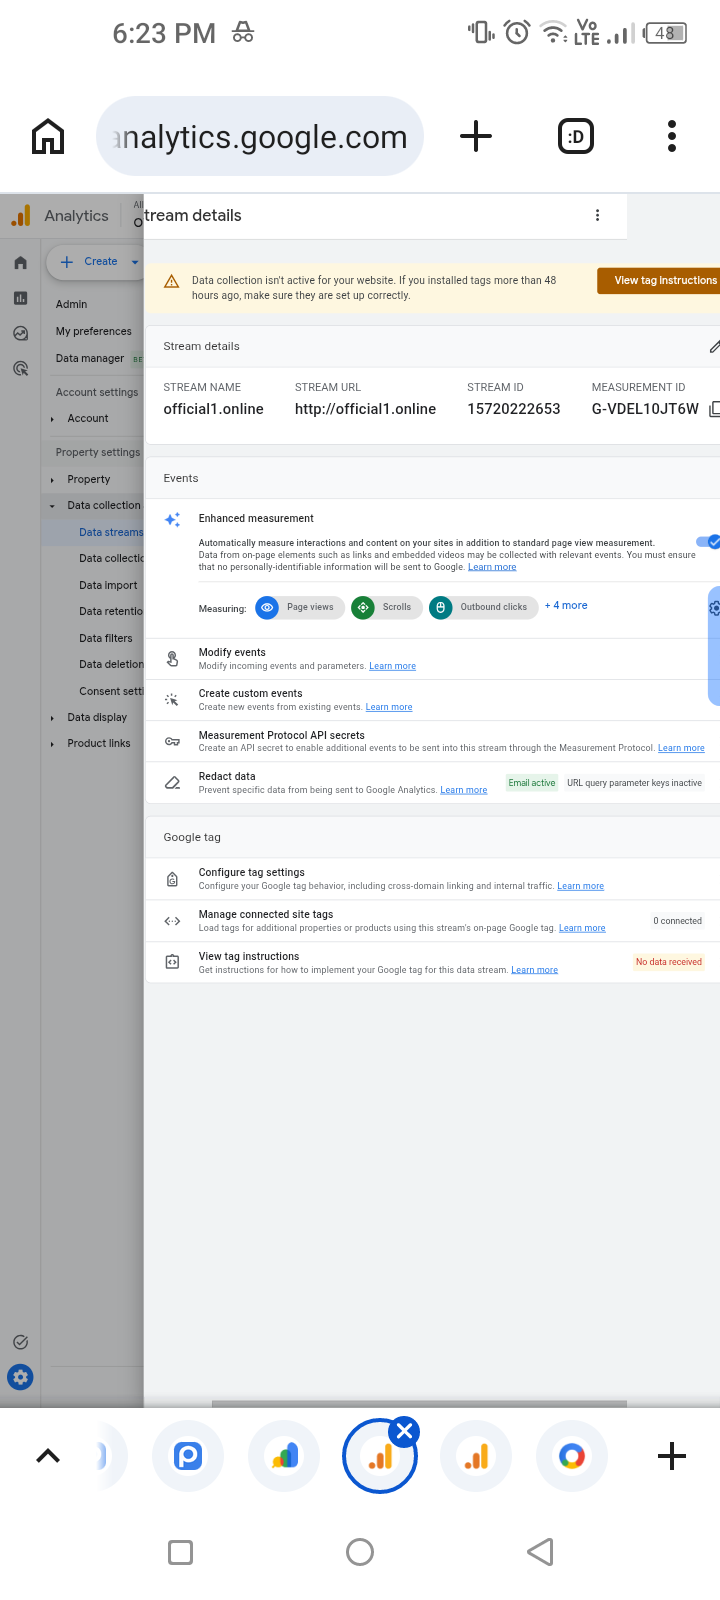 6:23 PM
Vo LTE
48
analytics.google.com
:D
Analytics
All
O
tream details
Create
Data collection isn't active for your website. If you installed tags more than 48
hours ago, make sure they are set up correctly.
View tag instructions
Admin
My preferences
Data manager BE
Account settings
Account
Property settings
Property
Data collection
Data streams
Data collectio
Data import
Data retentio
Data filters
Data deletion
Consent setti
Data display
Product links
Stream details
STREAM NAME
official1.online
STREAM URL
http://official1.online
STREAM ID
15720222653
MEASUREMENT ID
G-VDEL10JT6W
Events
Enhanced measurement
Automatically measure interactions and content on your sites in addition to standard page view measurement.
Data from on-page elements such as links and embedded videos may be collected with relevant events. You must ensure
that no personally-identifiable information will be sent to Google. Learn more
Measuring: Page views Scrolls Outbound clicks + 4 more
Modify events
Modify incoming events and parameters. Learn more
Create custom events
Create new events from existing events. Learn more
Measurement Protocol API secrets
Create an API secret to enable additional events to be sent into this stream through the Measurement Protocol. Learn more
Redact data
Prevent specific data from being sent to Google Analytics. Learn more
Email active URL query parameter keys inactive
Google tag
Configure tag settings
Configure your Google tag behavior, including cross-domain linking and internal traffic. Learn more
Manage connected site tags
Load tags for additional properties or products using this stream's on-page Google tag. Learn more
0 connected
View tag instructions
Get instructions for how to implement your Google tag for this data stream. Learn more
No data received